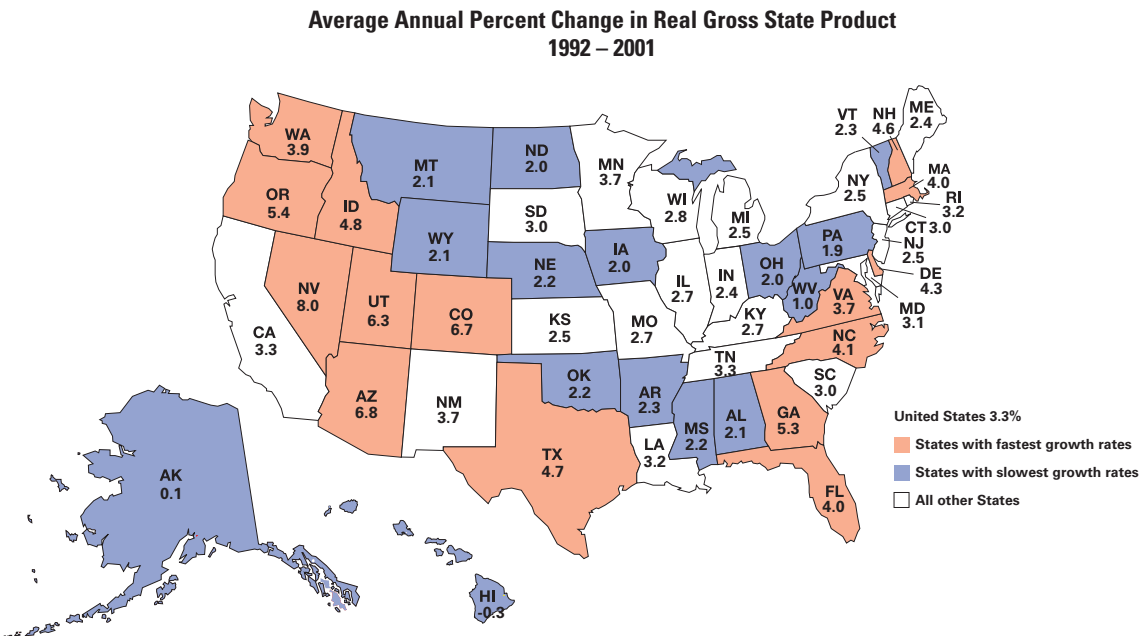 Average Annual Percent Change in Real Gross State Product
1992 – 2001
WA
3.9
OR
5.4
ID
4.8
MT
2.1
ND
2.0
MN
3.7
WI
2.8
MI
2.5
VT
2.3
NH
4.6
ME
2.4
MA
4.0
RI
3.2
CT 3.0
NY
2.5
NJ
2.5
PA
1.9
DE
4.3
MD
3.1
SD
3.0
WY
2.1
NE
2.2
IA
2.0
IL
2.7
IN
2.4
OH
2.0
WV
1.0
VA
3.7
NV
8.0
UT
6.3
CO
6.7
KS
2.5
MO
2.7
KY
2.7
CA
3.3
AZ
6.8
NM
3.7
OK
2.2
AR
2.3
TN
3.3
NC
4.1
SC
3.0
TX
4.7
LA
3.2
MS
2.2
AL
2.1
GA
5.3
FL
4.0
AK
0.1
HI
-0.3
United States 3.3%
States with fastest growth rates
States with slowest growth rates
All other States